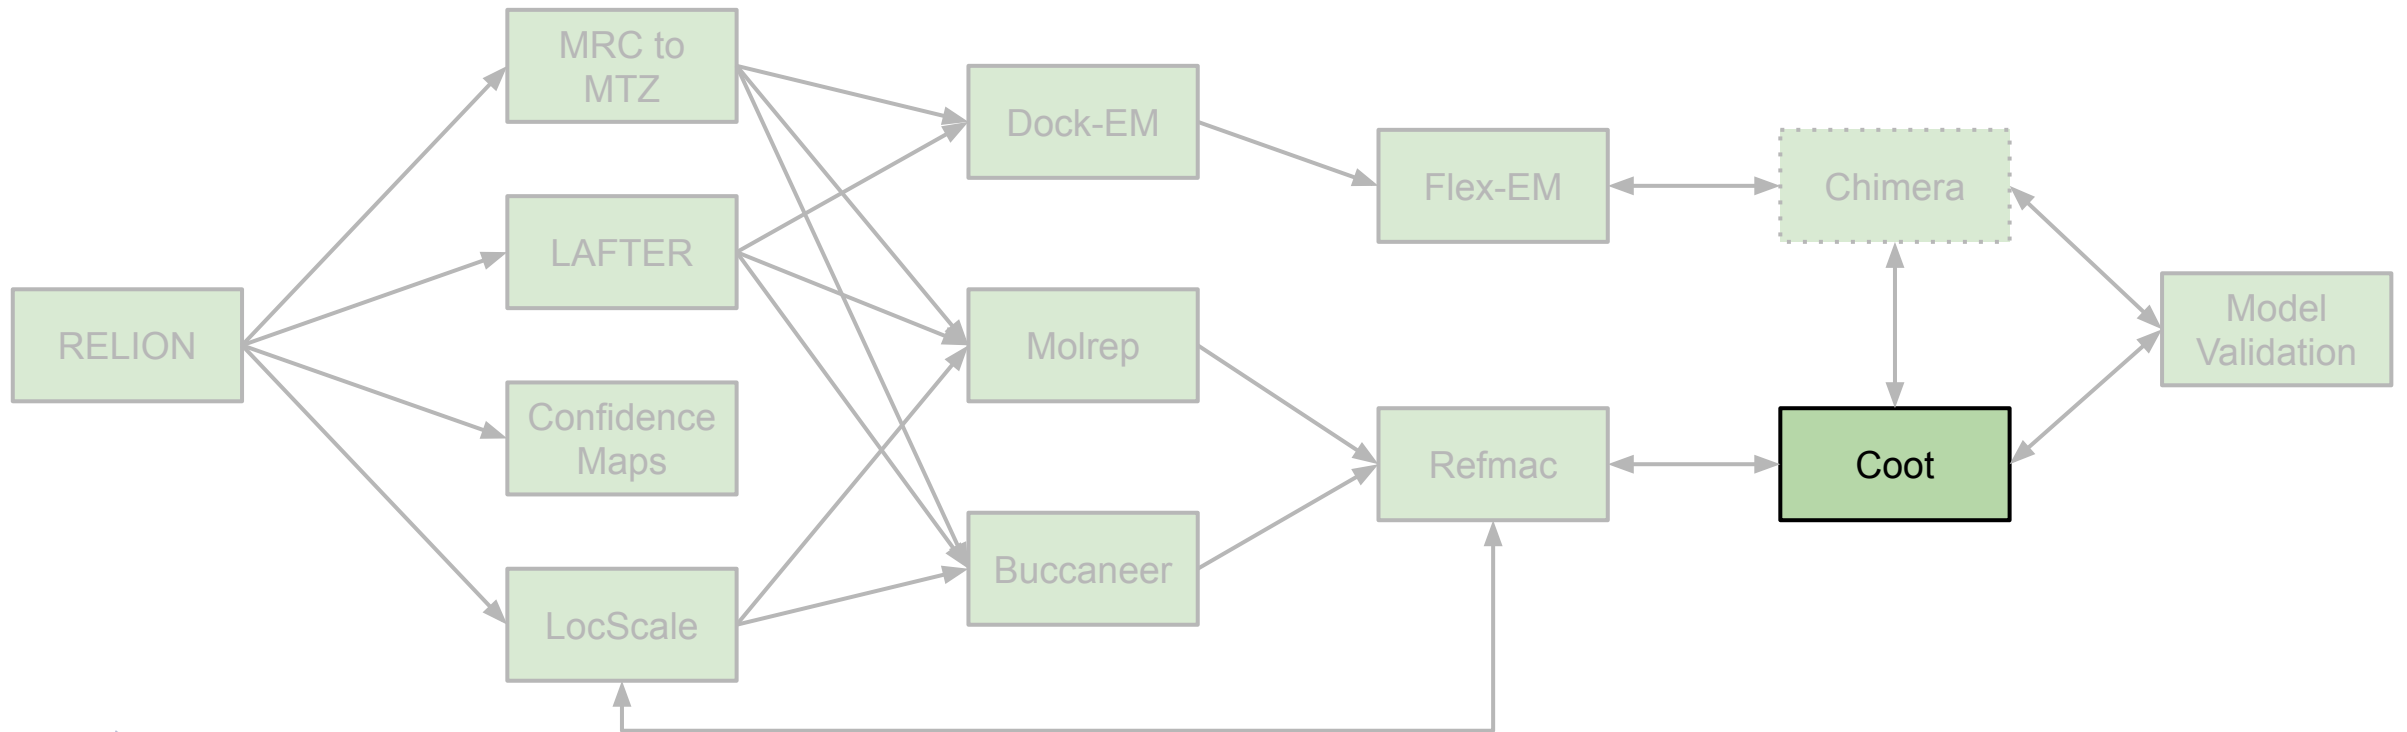 MRC to
MTZ
Dock-EM
Flex-EM
Chimera
LAFTER
RELION
Molrep
Model
Validation
Confidence
Maps
Refmac
Coot
Buccaneer
LocScale